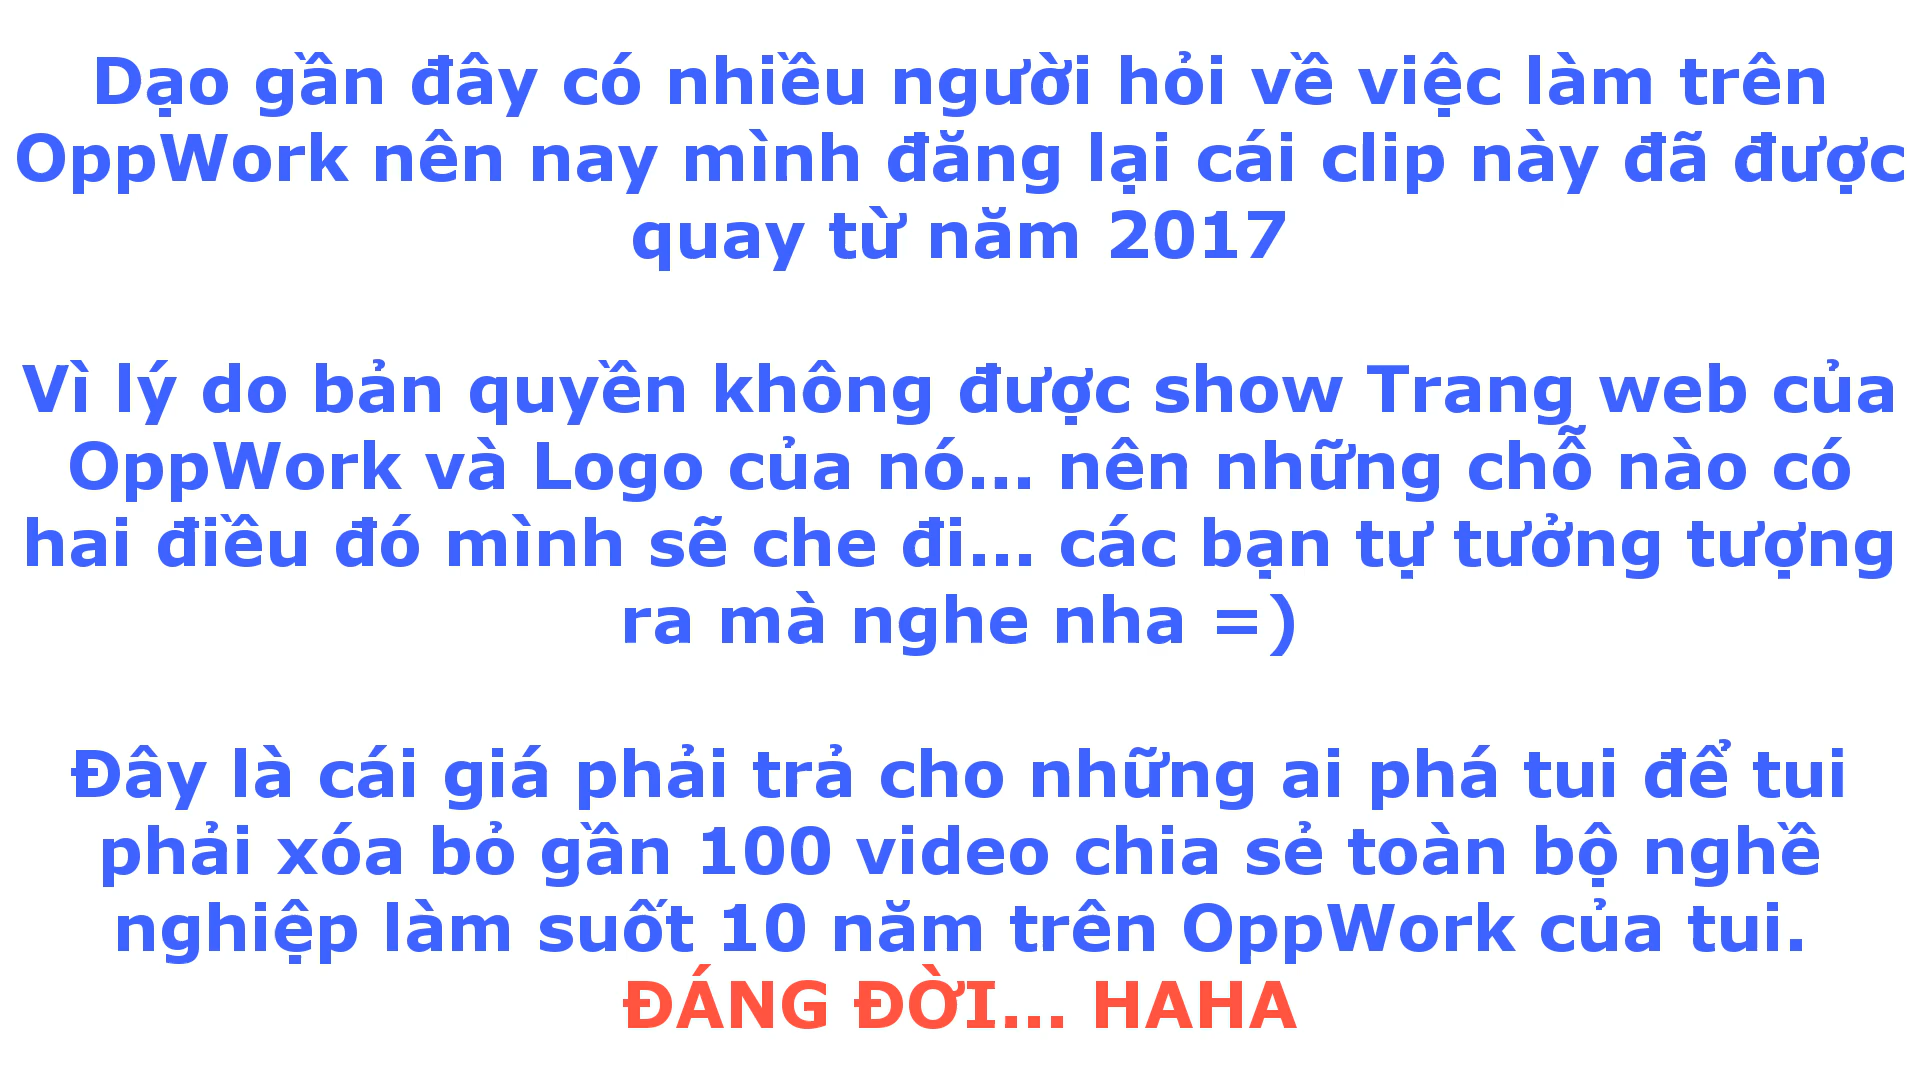 Dạo gần đây có nhiều người hỏi về việc làm trên
OppWork nên nay mình đăng lại cái clip này đã được
quay từ năm 2017
Vì lý do bản quyền không được show Trang web của
OppWork và Logo của nó... nên những chỗ nào có
hai điều đó mình sẽ che đi... các bạn tự tưởng tượng
ra mà nghe nha =)
Đây là cái giá phải trả cho những ai phá tui để tui
phải xóa bỏ gần 100 video chia sẻ toàn bộ nghề
nghiệp làm suốt 10 năm trên OppWork của tui.
ĐÁNG ĐỜI... HAHA